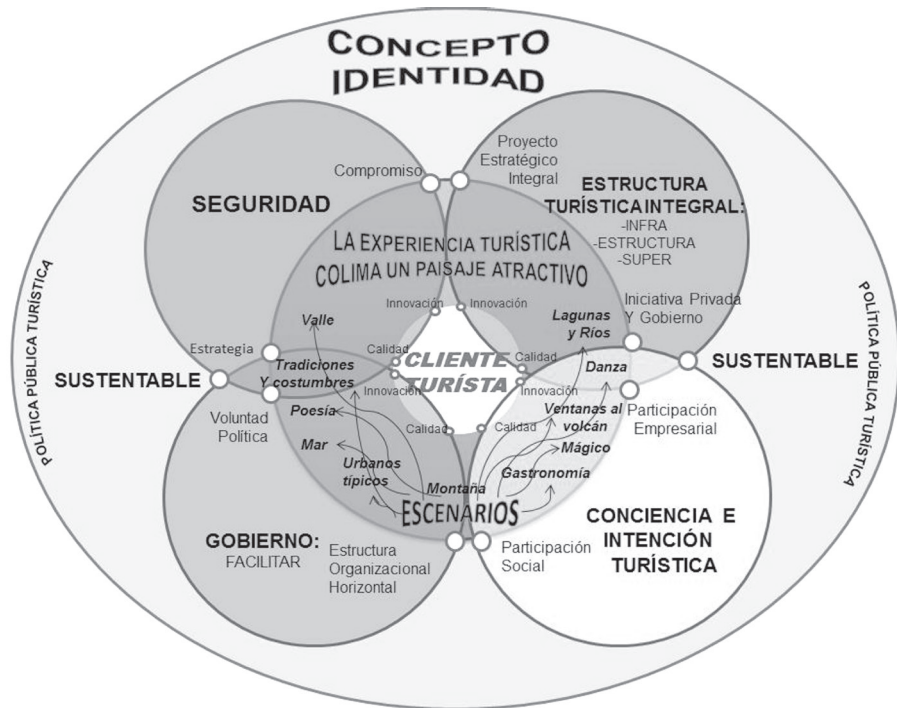 CONCEPTO
IDENTIDAD
POLÍTICA PÚBLICA TURÍSTICA
POLÍTICA PÚBLICA TURÍSTICA
SEGURIDAD
Compromiso
Proyecto
Estratégico
Integral
ESTRUCTURA
TURÍSTICA INTEGRAL:
-INFRA
-ESTRUCTURA
-SUPER
LA EXPERIENCIA TURÍSTICA
COLIMA UN PAISAJE ATRACTIVO
Innovación
Innovación
Valle
Lagunas
y Ríos
Iniciativa Privada
Y Gobierno
Estrategia
Calidad
Calidad
CLIENTE
TURÍSTA
Tradiciones
Y costumbres
Danza
SUSTENTABLE
SUSTENTABLE
Innovación
Innovación
Voluntad
Política
Poesía
Ventanas al
volcán
Participación
Empresarial
Calidad
Calidad
Mar
Mágico
Urbanos
típicos
Montaña
Gastronomía
ESCENARIOS
GOBIERNO:
FACILITAR
Estructura
Organizacional
Horizontal
Participación
Social
CONCIENCIA E
INTENCIÓN
TURÍSTICA